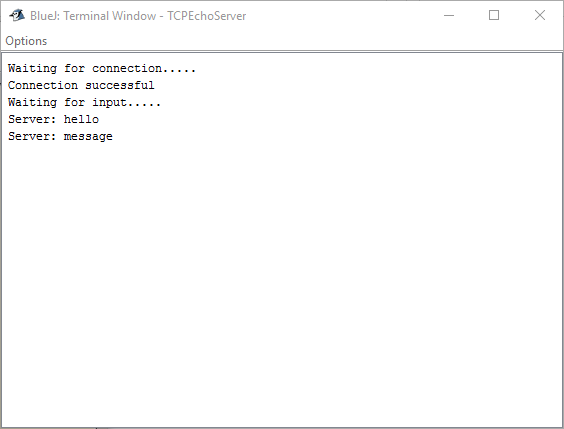 BlueJ: Terminal Window - TCPEchoServer
Options
Waiting for connection.....
Connection successful
Waiting for input.....
Server: hello
Server: message